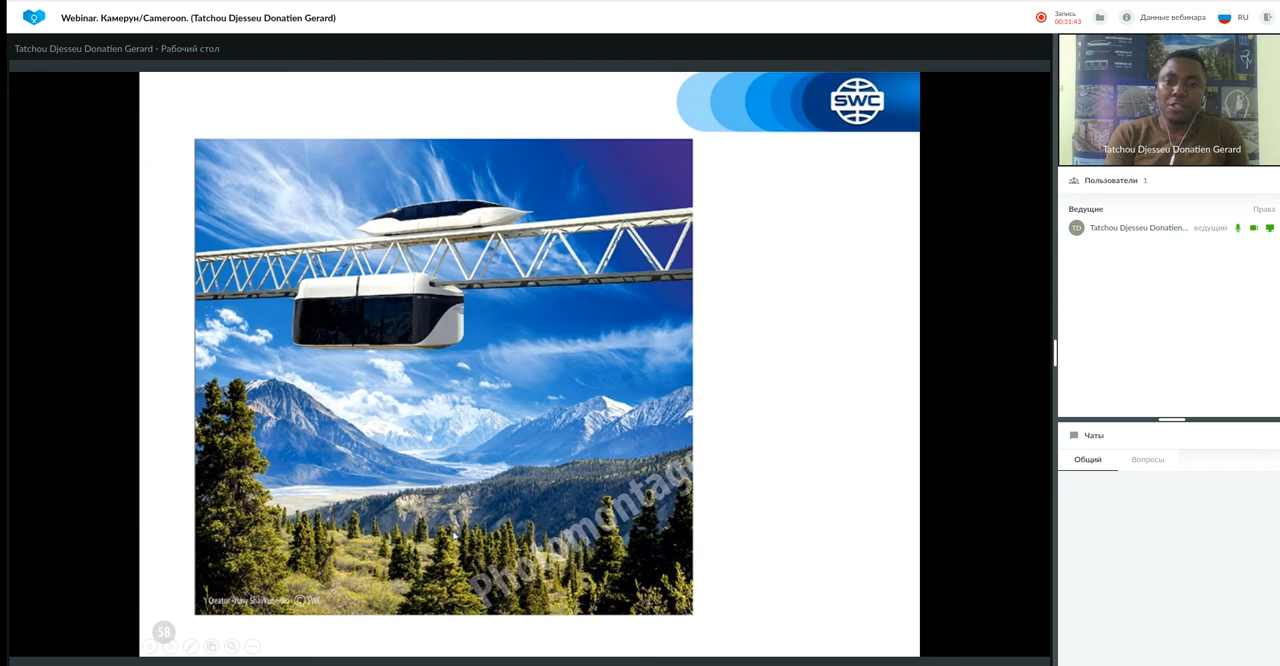 Webinar. Камерун/Cameroon. (Tatchou Djesseu Donatien Gerard)
Запись
00:31:43
Данные вебинара
RU
Tatchou Djesseu Donatien Gerard - Рабочий стол
SWC
Tatchou Djesseu Donatien Gerard
Пользователи 1
Ведущие
Права
TD
Tatchou Djesseu Donatien...
ведущий
Чаты
Общий
Вопросы
Photomontag
Creator Yuriy Shavkunenko © SWC
58